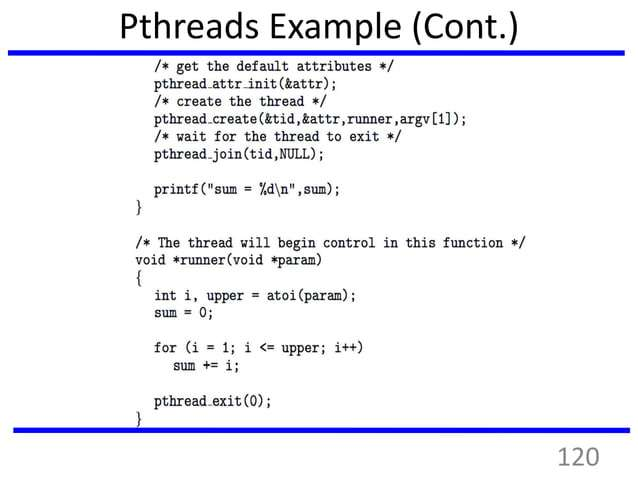 Pthreads Example (Cont.)
/* get the default attributes */
pthread_attr_init(&attr);
/* create the thread */
pthread_create(&tid,&attr,runner,argv[1]);
/* wait for the thread to exit */
pthread_join(tid,NULL);
printf("sum = %d\n",sum);
}
/* The thread will begin control in this function */
void *runner(void *param)
{
int i, upper = atoi(param);
sum = 0;
for (i = 1; i <= upper; i++)
sum += i;
pthread_exit(0);
}
120